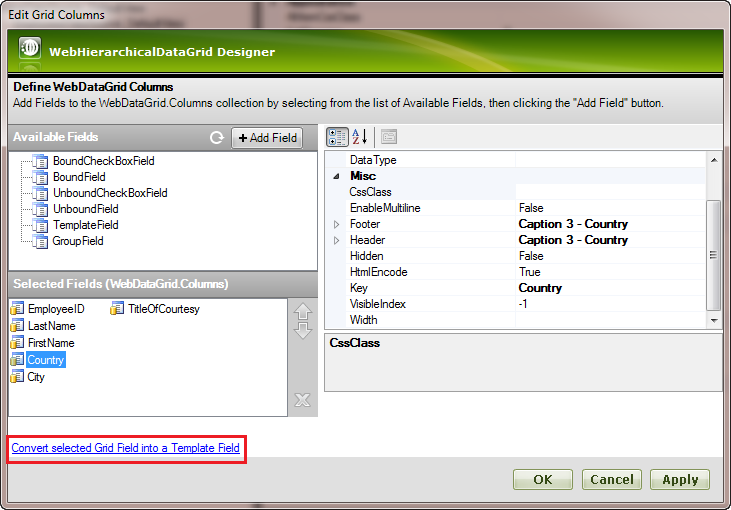 Edit Grid Columns
WebHierarchicalDataGrid Designer
Define WebDataGrid Columns
Add Fields to the WebDataGrid.Columns collection by selecting from the list of Available Fields, then clicking the "Add Field" button.
Available Fields
+ Add Field
BoundCheckBoxField
BoundField
UnboundCheckBoxField
UnboundField
TemplateField
GroupField
Selected Fields (WebDataGrid.Columns)
EmployeeID TitleOfCourtesy
LastName
FirstName
Country
City
A Z
DataType
Misc
CssClass
EnableMultiline False
Footer Caption 3 - Country
Header Caption 3 - Country
Hidden False
HtmlEncode True
Key Country
VisibleIndex -1
Width
CssClass
Convert selected Grid Field into a Template Field
OK Cancel Apply